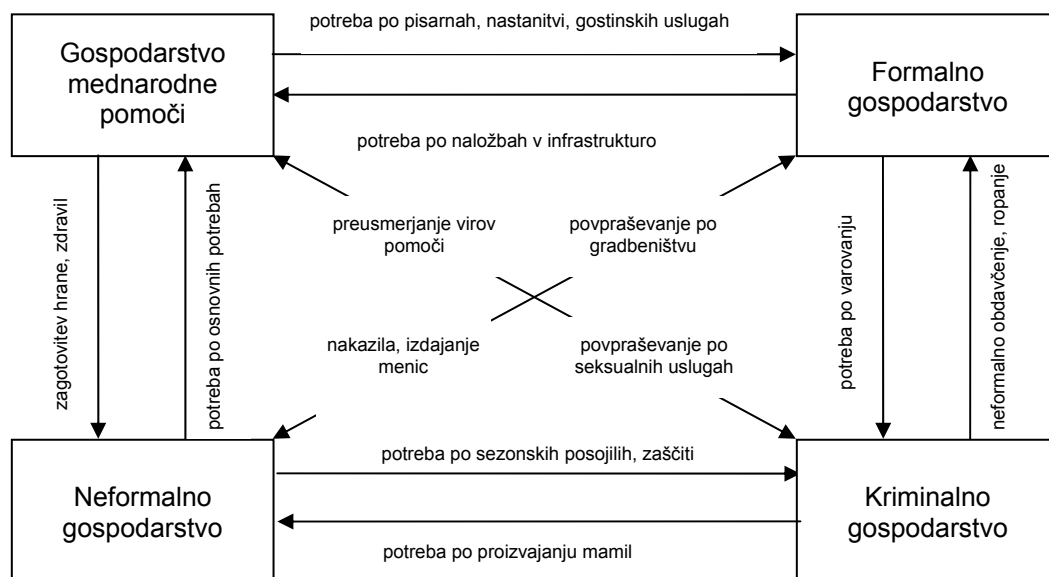 potreba po pisarnah, nastanitvi, gostinskih uslugah
Gospodarstvo
mednarodne
pomoči
Formalno
gospodarstvo
potreba po naložbah v infrastrukturo
zagotovitev hrane, zdravil
potreba po osnovnih potrebah
preusmerjanje virov
pomoči
povpraševanje po
gradbeništvu
potreba po varovanju
neformalno obdavčenje, ropanje
nakazila, izdajanje
menic
povpraševanje po
seksualnih uslugah
potreba po sezonskih posojilih, zaščiti
Neformalno
gospodarstvo
Kriminalno
gospodarstvo
potreba po proizvajanju mamil